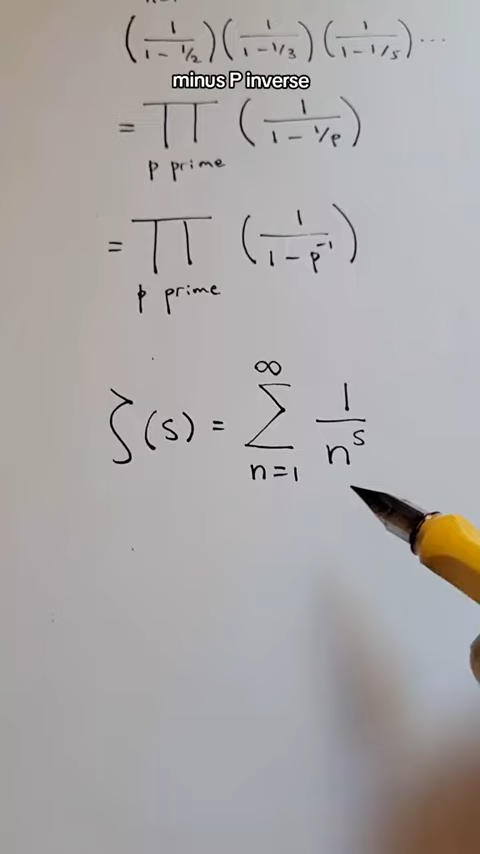 (1/(1 - 1/2)) (1/(1 - 1/3)) (1/(1 - 1/5)) ...
minus P inverse
= ∏ (1/(1 - 1/p))
p prime
= ∏ (1/(1 - p⁻¹))
p prime
ζ(s) = ∑_{n=1}^{∞} 1/n^s